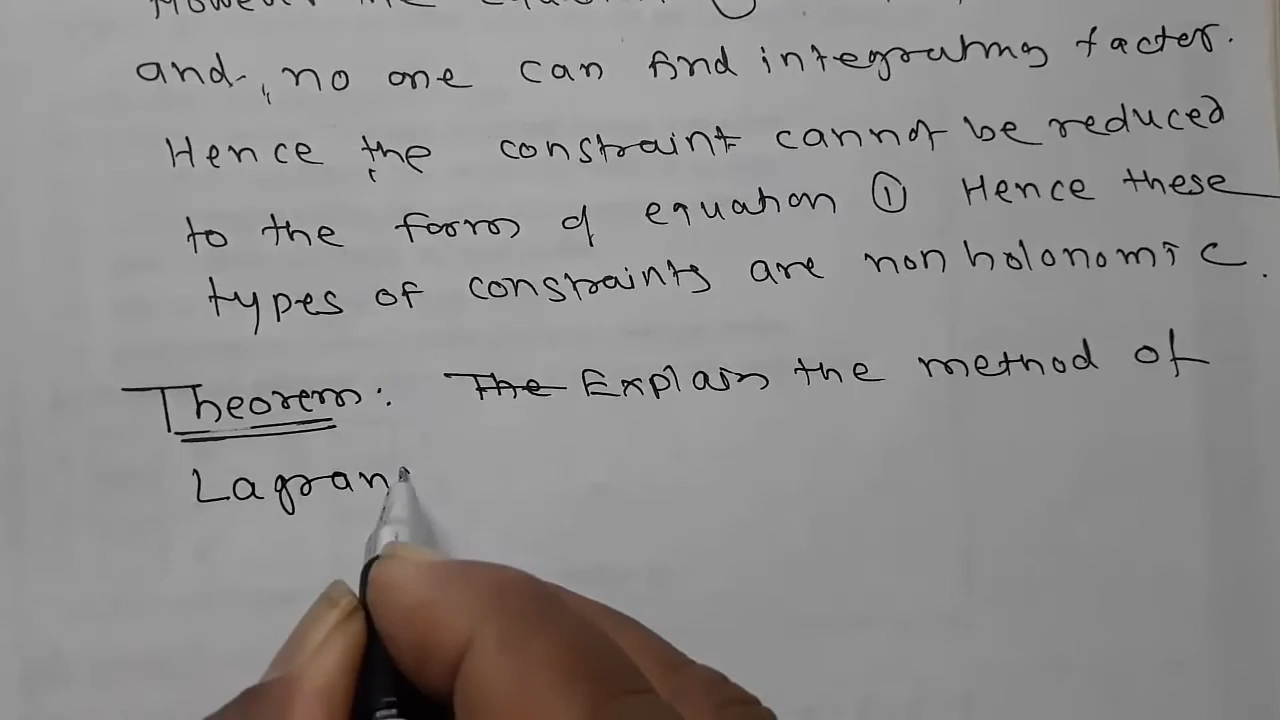 and, no one can find integrating facter.
Hence the constraint cannot be reduced
to the form of equation ① Hence these
types of constraints are non holonomic.
Theorem: The Explain the method of
Lagran